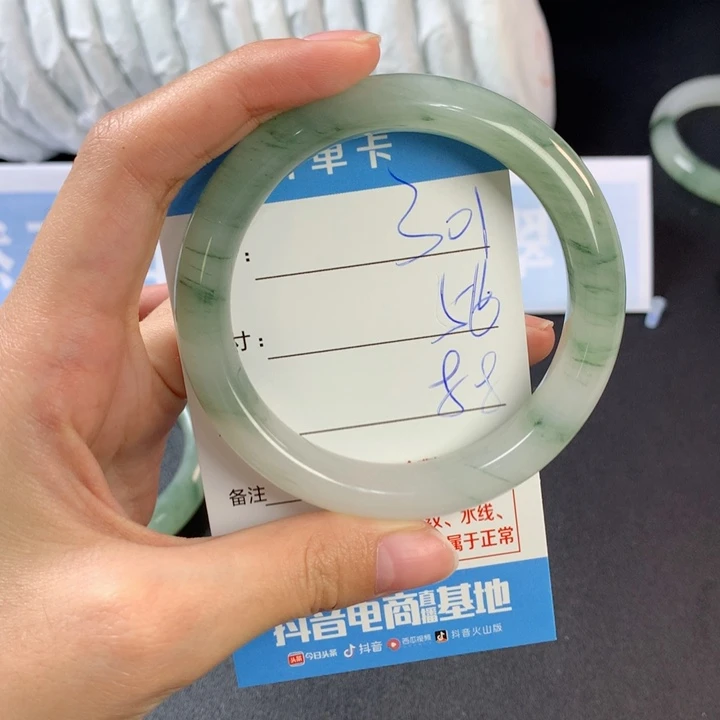 单卡
: 301
寸: 56
88
备注
纹、水线、
属于正常
抖音电商直播基地
头条 今日头条 抖音 西瓜视频 抖音火山版